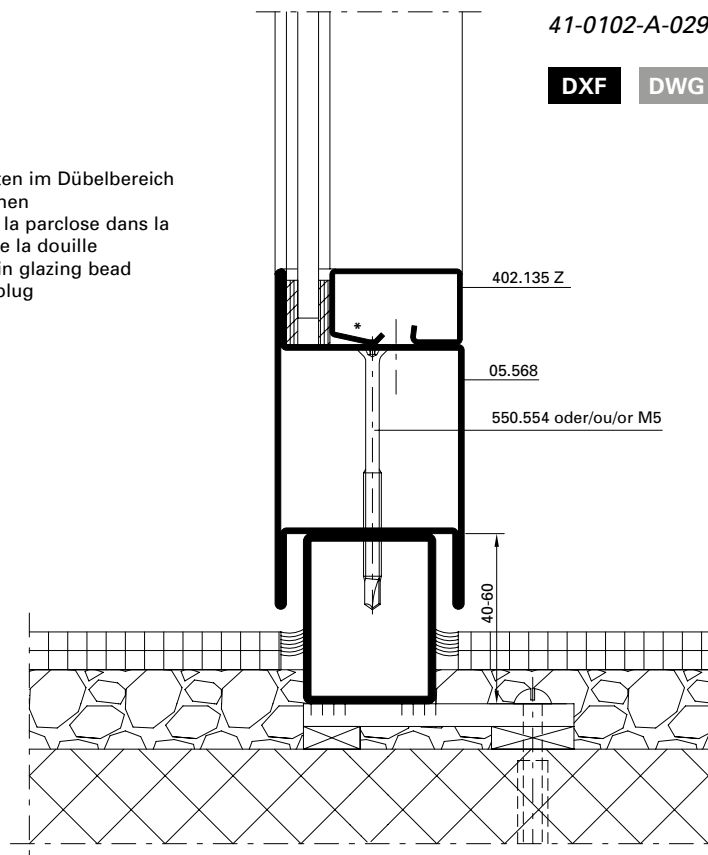 41-0102-A-029
DXF DWG
ten im Dübelbereich
nen
la parclose dans la
e la douille
in glazing bead
plug
402.135 Z
*
05.568
550.554 oder/ou/or M5
40-60